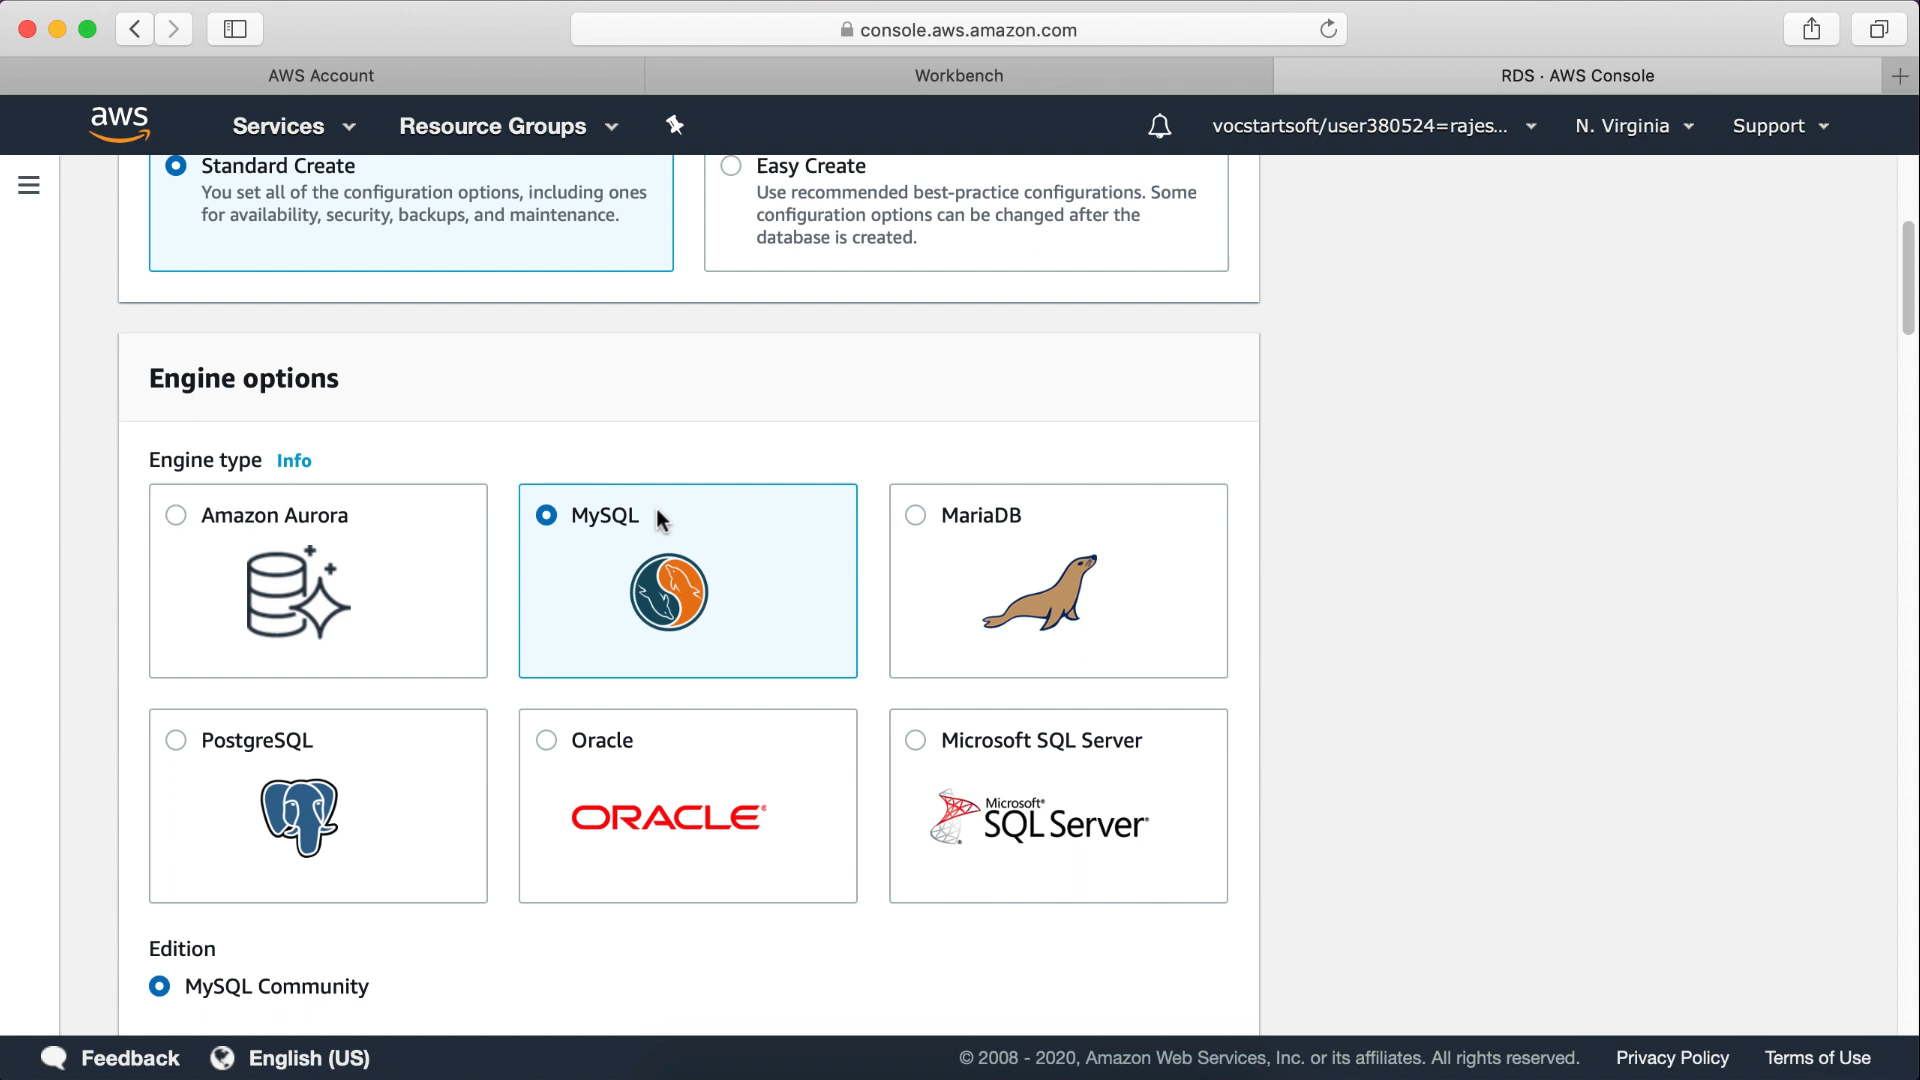 console.aws.amazon.com
AWS Account
Workbench
RDS · AWS Console
aws
Services
Resource Groups
vocstartsoft/user380524=rajes...
N. Virginia
Support
Standard Create
You set all of the configuration options, including ones
for availability, security, backups, and maintenance.
Easy Create
Use recommended best-practice configurations. Some
configuration options can be changed after the
database is created.
Engine options
Engine type Info
Amazon Aurora
MySQL
MariaDB
PostgreSQL
Oracle
ORACLE®
Microsoft SQL Server
Microsoft®
SQL Server®
Edition
MySQL Community
Feedback
English (US)
© 2008 - 2020, Amazon Web Services, Inc. or its affiliates. All rights reserved.
Privacy Policy
Terms of Use